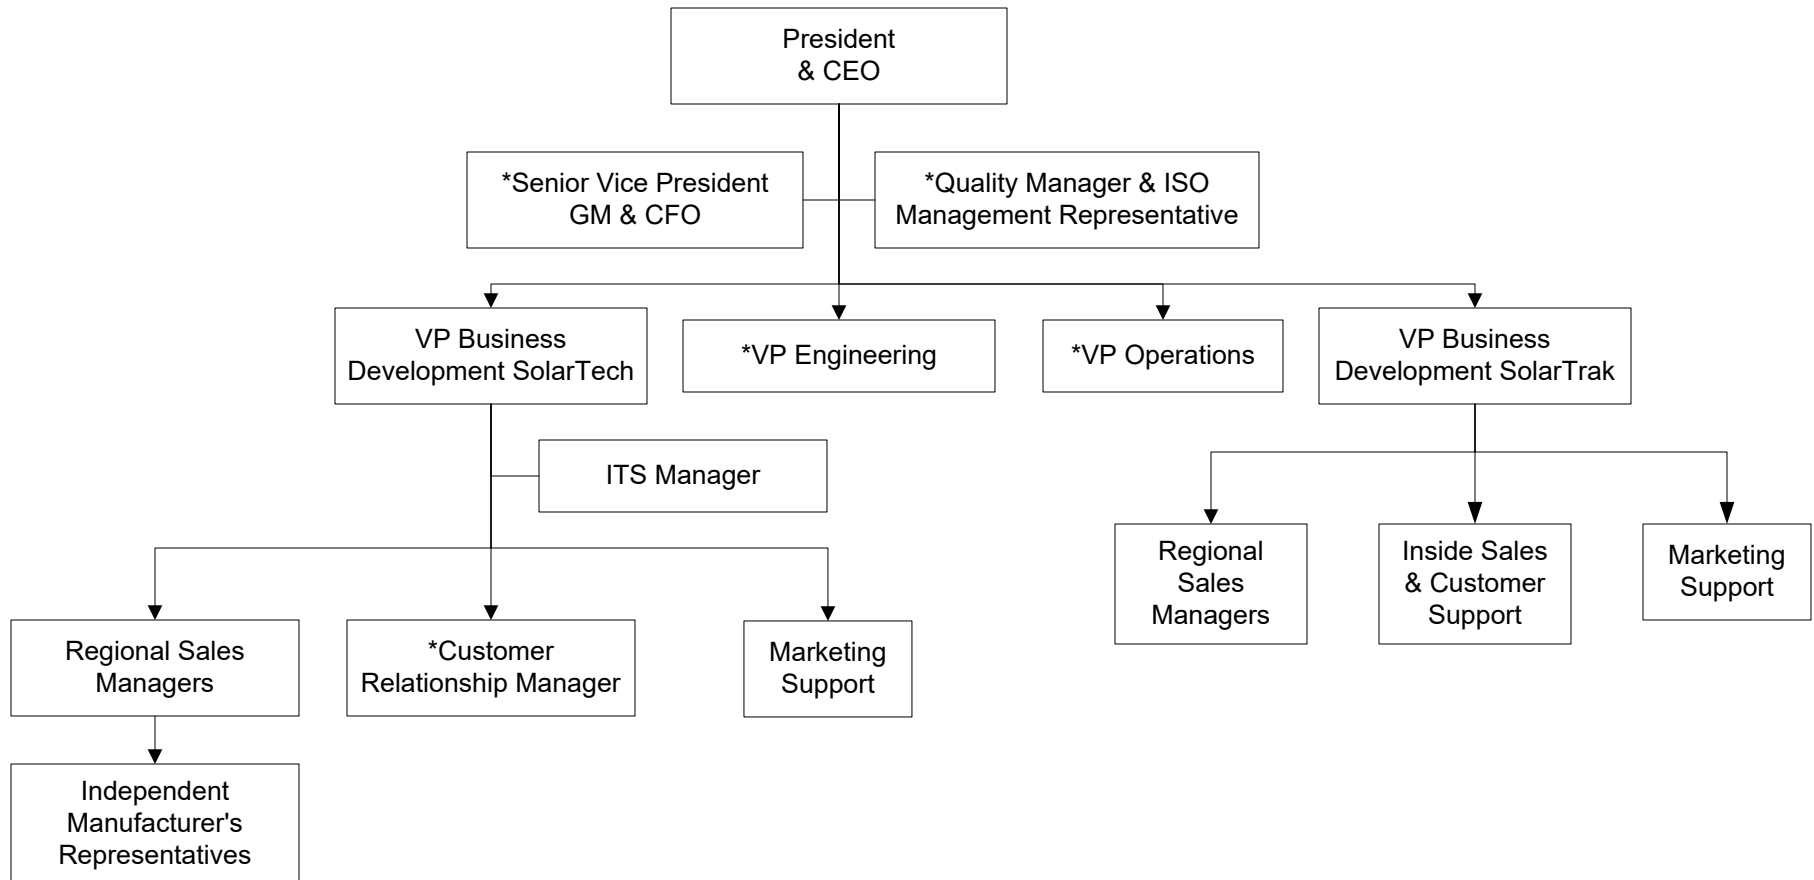 President
& CEO
*Senior Vice President
GM & CFO
*Quality Manager & ISO
Management Representative
VP Business
Development SolarTech
*VP Engineering
*VP Operations
VP Business
Development SolarTrak
ITS Manager
Regional
Sales
Managers
Inside Sales
& Customer
Support
Marketing
Support
Regional Sales
Managers
*Customer
Relationship Manager
Marketing
Support
Independent
Manufacturer's
Representatives